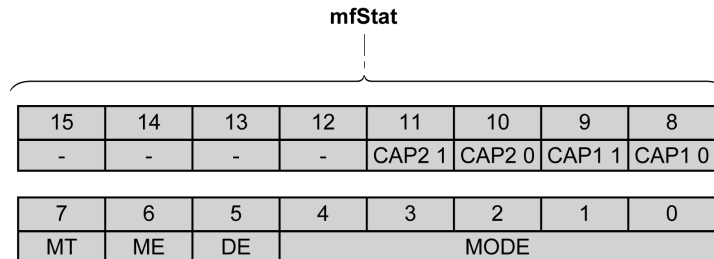 mfStat
15 14 13 12 11 10 9 8
- - - - CAP2 1 CAP2 0 CAP1 1 CAP1 0
7 6 5 4 3 2 1 0
MT ME DE MODE